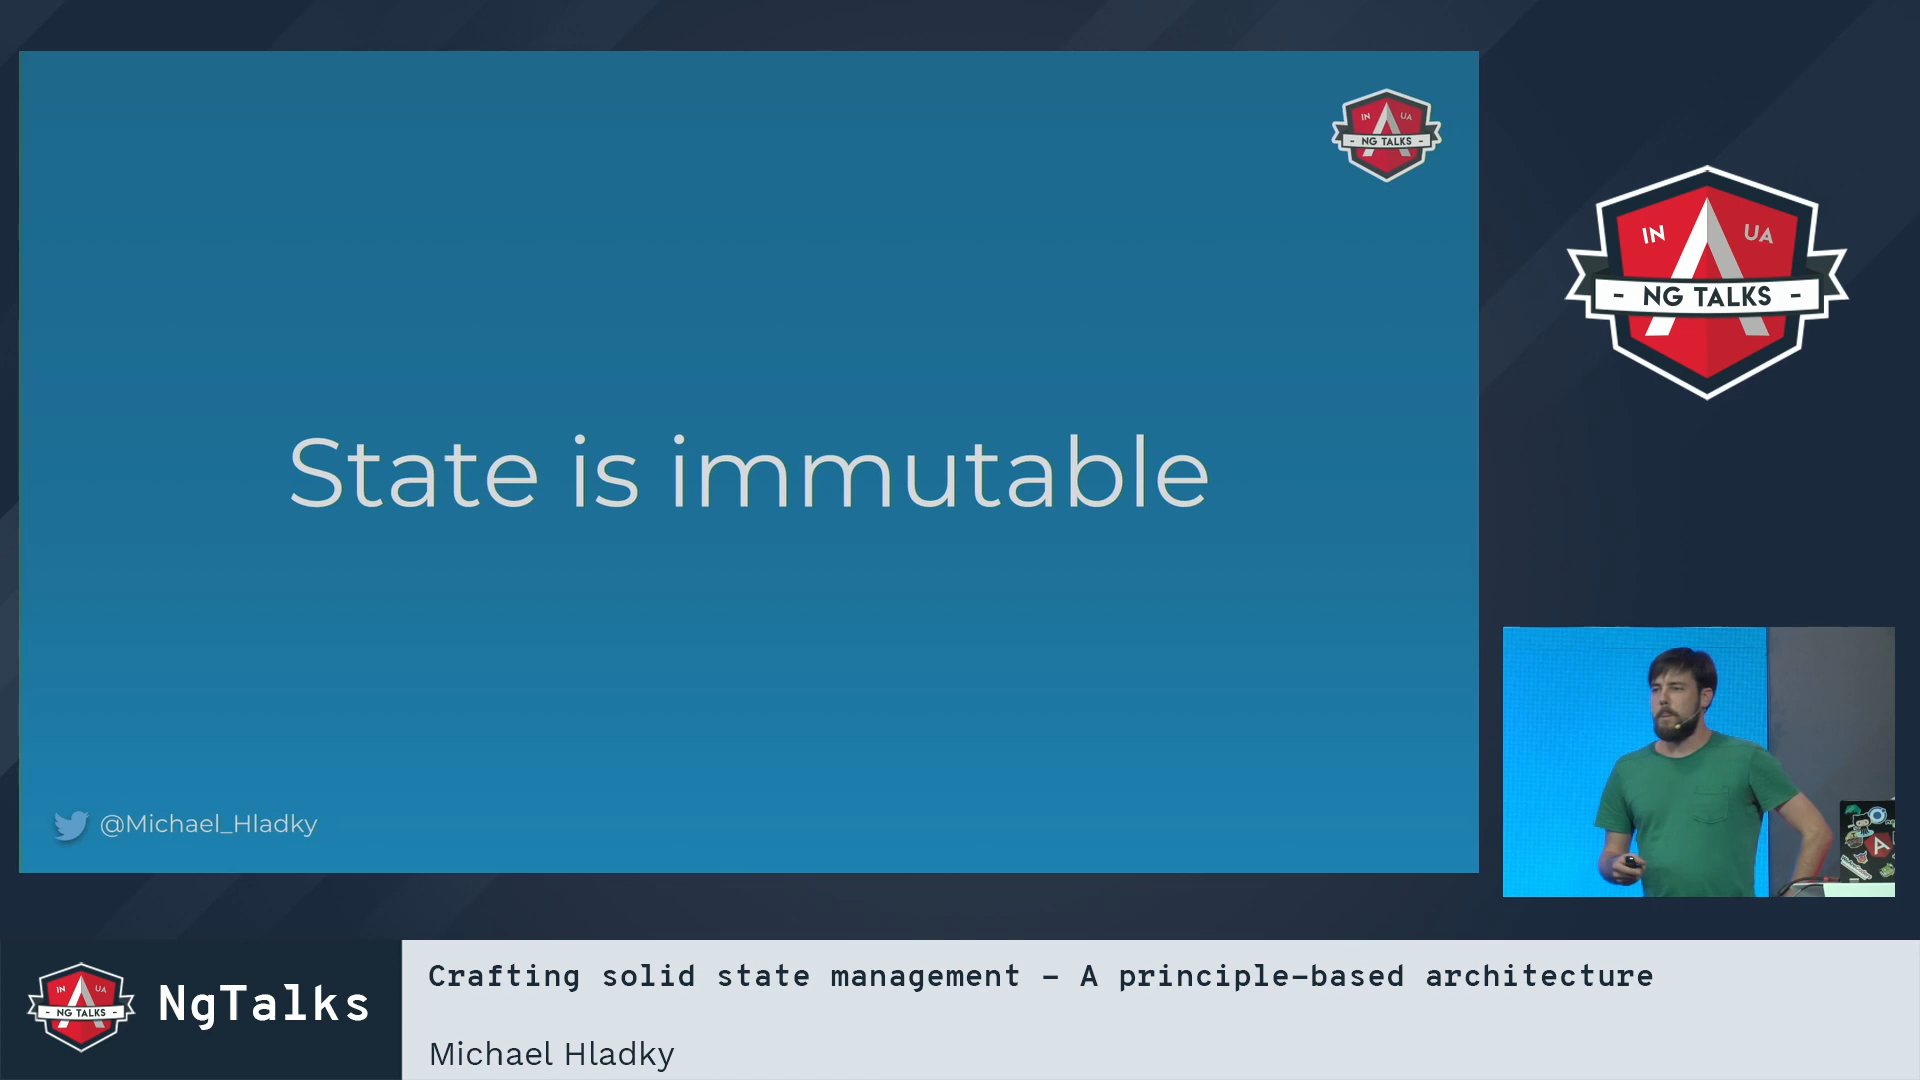 IN UA
- NG TALKS -
State is immutable
@Michael_Hladky
IN UA
- NG TALKS -
IN UA
- NG TALKS -
NgTalks
Crafting solid state management - A principle-based architecture
Michael Hladky